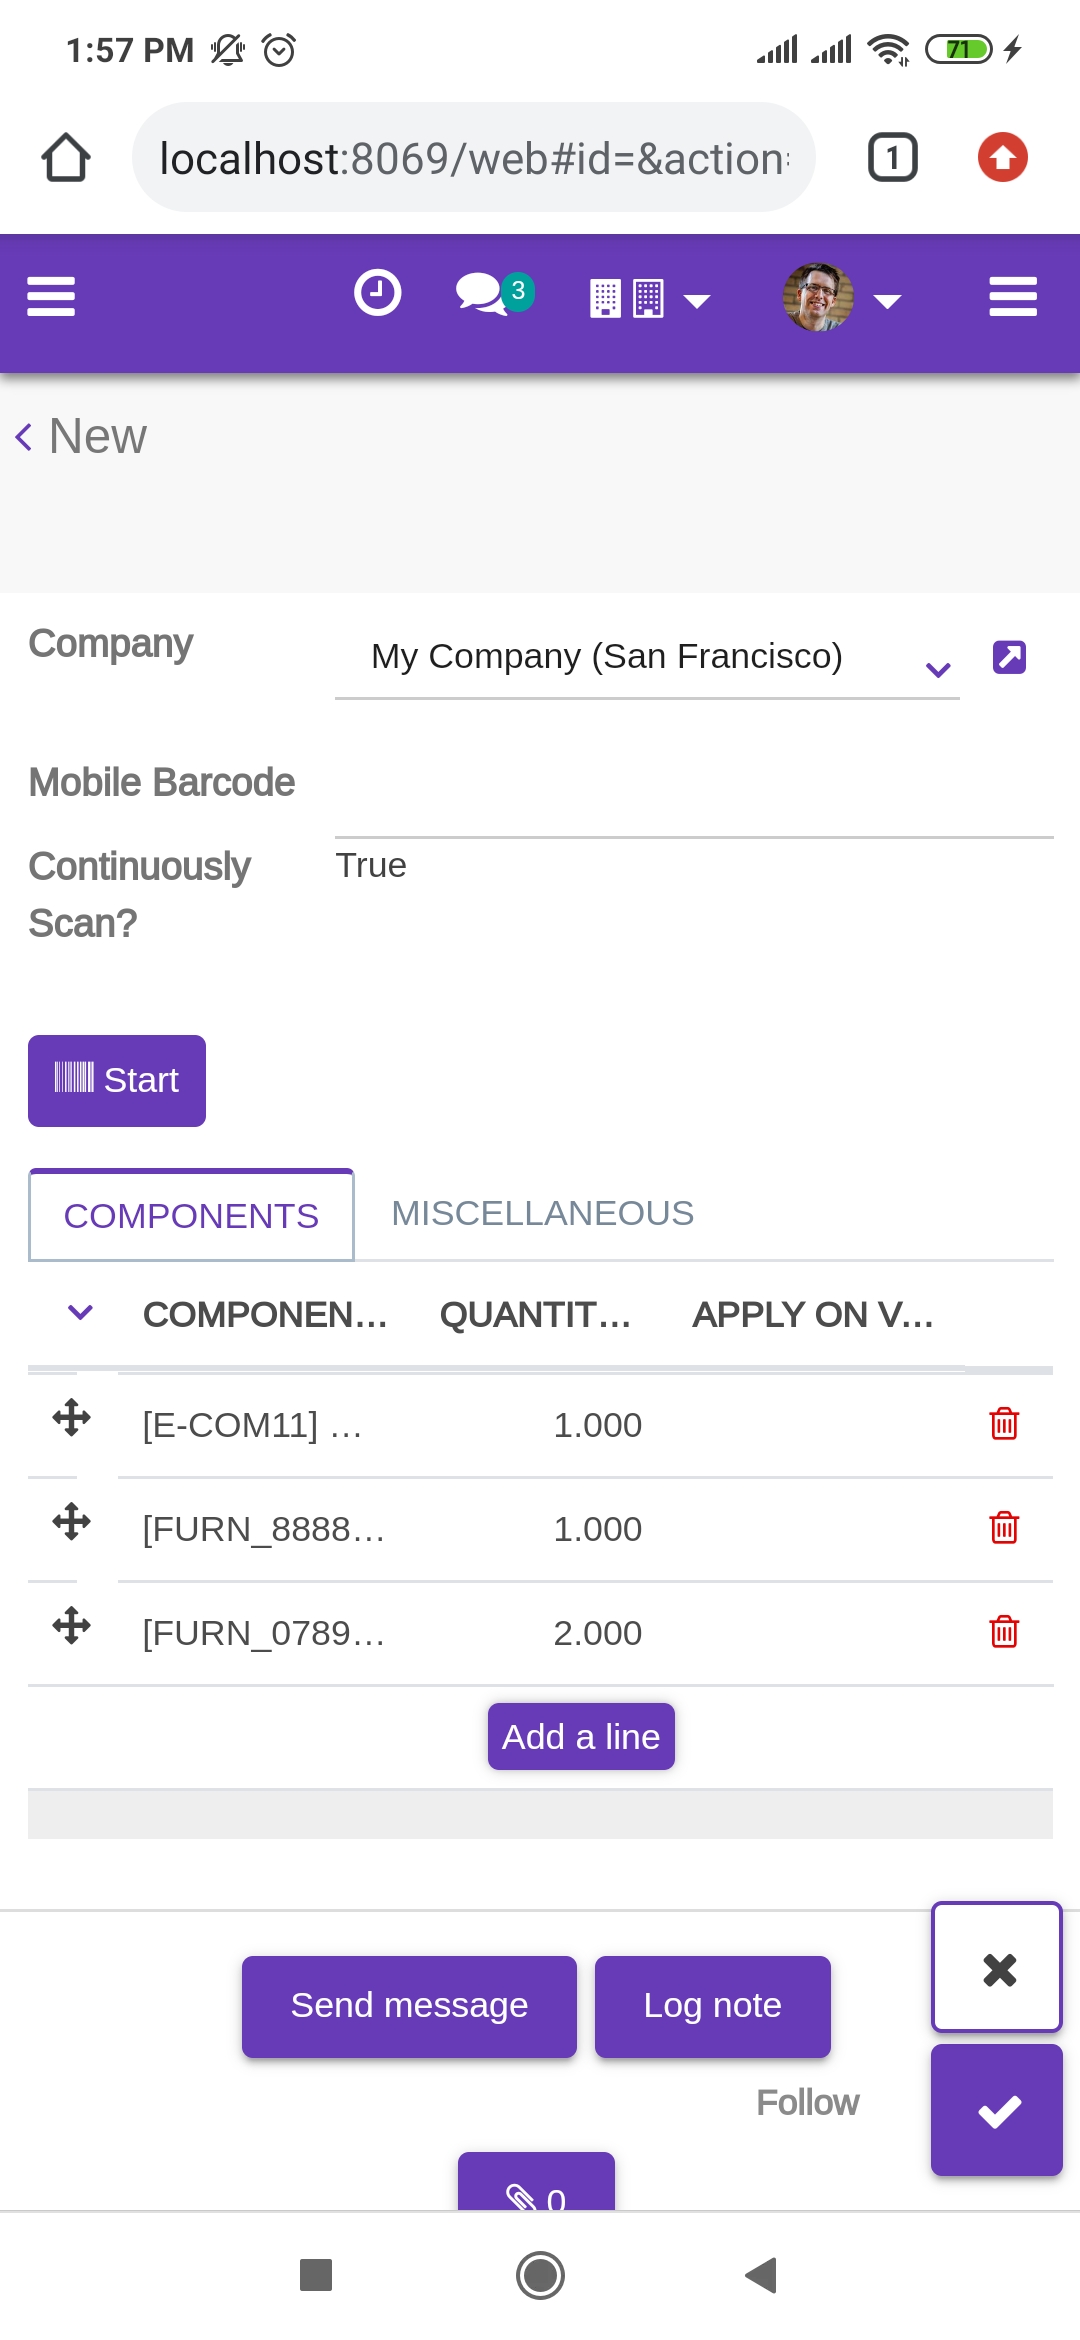 1:57 PM
71
localhost:8069/web#id=&action
1
3
New
Company
My Company (San Francisco)
Mobile Barcode
Continuously
Scan?
True
Start
COMPONENTS
MISCELLANEOUS
COMPONEN...
QUANTIT...
APPLY ON V...
[E-COM11] ...
1.000
[FURN_8888...
1.000
[FURN_0789...
2.000
Add a line
Send message
Log note
Follow
0